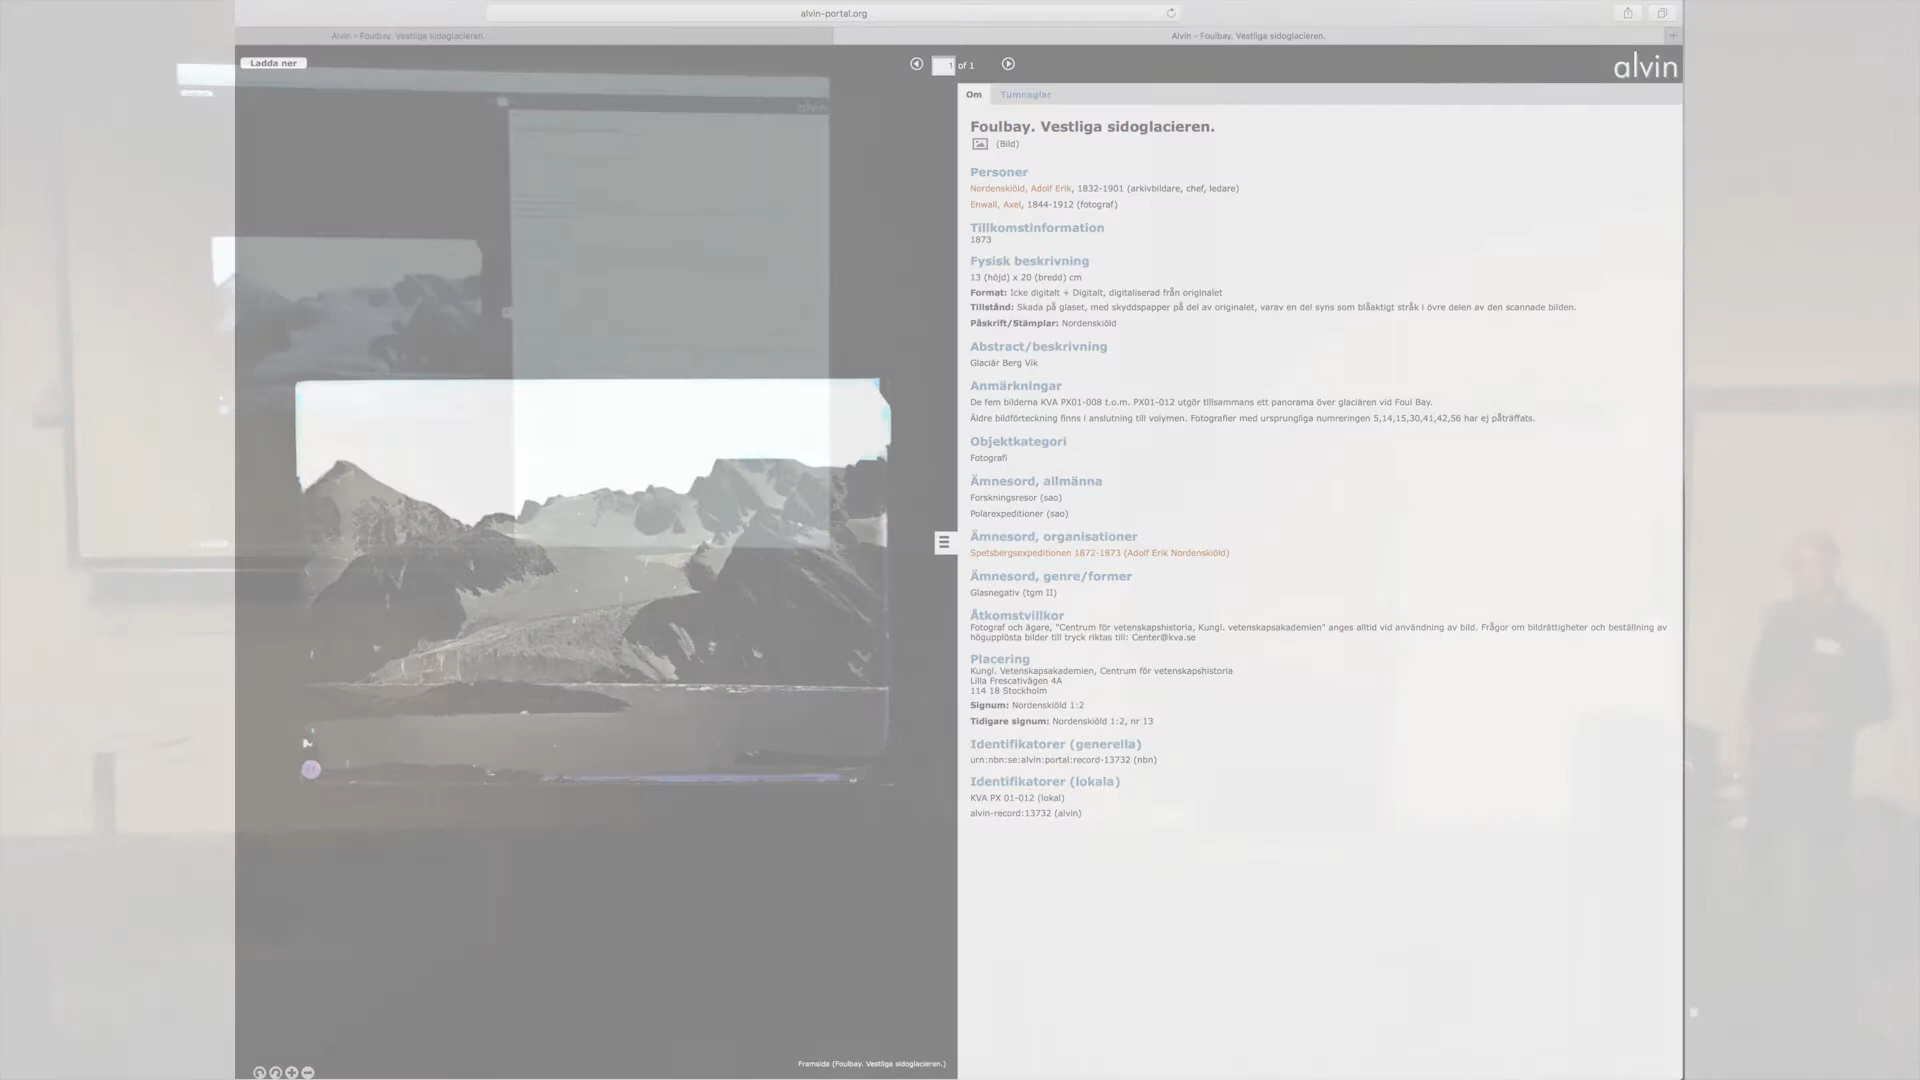 alvin-portal.org
Alvin - Foulbay. Vestliga sidoglacieren.
Alvin - Foulbay. Vestliga sidoglacieren.
Ladda ner
1 of 1
alvin
Om
Tumnaglar
Foulbay. Vestliga sidoglacieren.
(Bild)
Personer
Nordenskiöld, Adolf Erik, 1832-1901 (arkivbildare, chef, ledare)
Enwall, Axel, 1844-1912 (fotograf)
Tillkomstinformation
1873
Fysisk beskrivning
13 (höjd) x 20 (bredd) cm
Format: Icke digitalt + Digitalt, digitaliserad från originalet
Tillstånd: Skada på glaset, med skyddspapper på del av originalet, varav en del syns som blåaktigt stråk i övre delen av den scannade bilden.
Påskrift/Stämplar: Nordenskiöld
Abstract/beskrivning
Glaciär Berg Vik
Anmärkningar
De fem bilderna KVA PX01-008 t.o.m. PX01-012 utgör tillsammans ett panorama över glaciären vid Foul Bay.
Äldre bildförteckning finns i anslutning till volymen. Fotografier med ursprungliga numreringen 5,14,15,30,41,42,56 har ej påträffats.
Objektkategori
Fotografi
Ämnesord, allmänna
Forskningsresor (sao)
Polarexpeditioner (sao)
Ämnesord, organisationer
Spetsbergsexpeditionen 1872-1873 (Adolf Erik Nordenskiöld)
Ämnesord, genre/former
Glasnegativ (tgm II)
Åtkomstvillkor
Fotograf och ägare, "Centrum för vetenskapshistoria, Kungl. vetenskapsakademien" anges alltid vid användning av bild. Frågor om bildrättigheter och beställning av
högupplösta bilder till tryck riktas till: Center@kva.se
Placering
Kungl. Vetenskapsakademien, Centrum för vetenskapshistoria
Lilla Frescativägen 4A
114 18 Stockholm
Signum: Nordenskiöld 1:2
Tidigare signum: Nordenskiöld 1:2, nr 13
Identifikatorer (generella)
urn:nbn:se:alvin:portal:record-13732 (nbn)
Identifikatorer (lokala)
KVA PX 01-012 (lokal)
alvin-record:13732 (alvin)
Framsida (Foulbay. Vestliga sidoglacieren.)